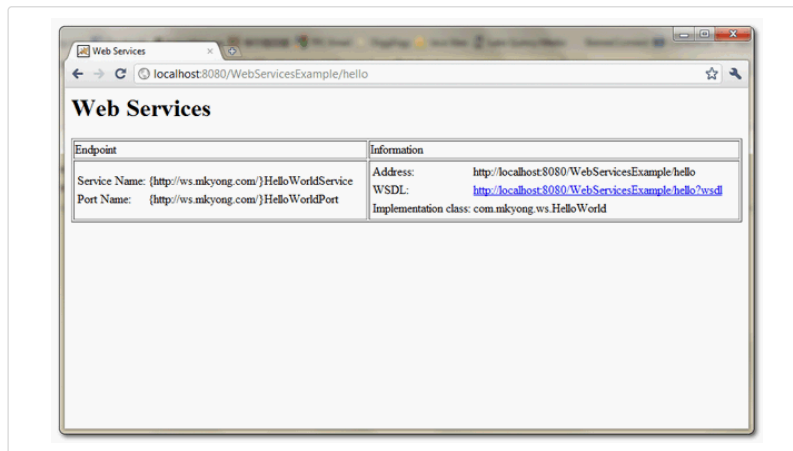 Web Services
localhost:8080/WebServicesExample/hello
Web Services
Endpoint
Information
Service Name: {http://ws.mkyong.com/}HelloWorldService
Port Name: {http://ws.mkyong.com/}HelloWorldPort
Address: http://localhost:8080/WebServicesExample/hello
WSDL: http://localhost:8080/WebServicesExample/hello?wsdl
Implementation class: com.mkyong.ws.HelloWorld